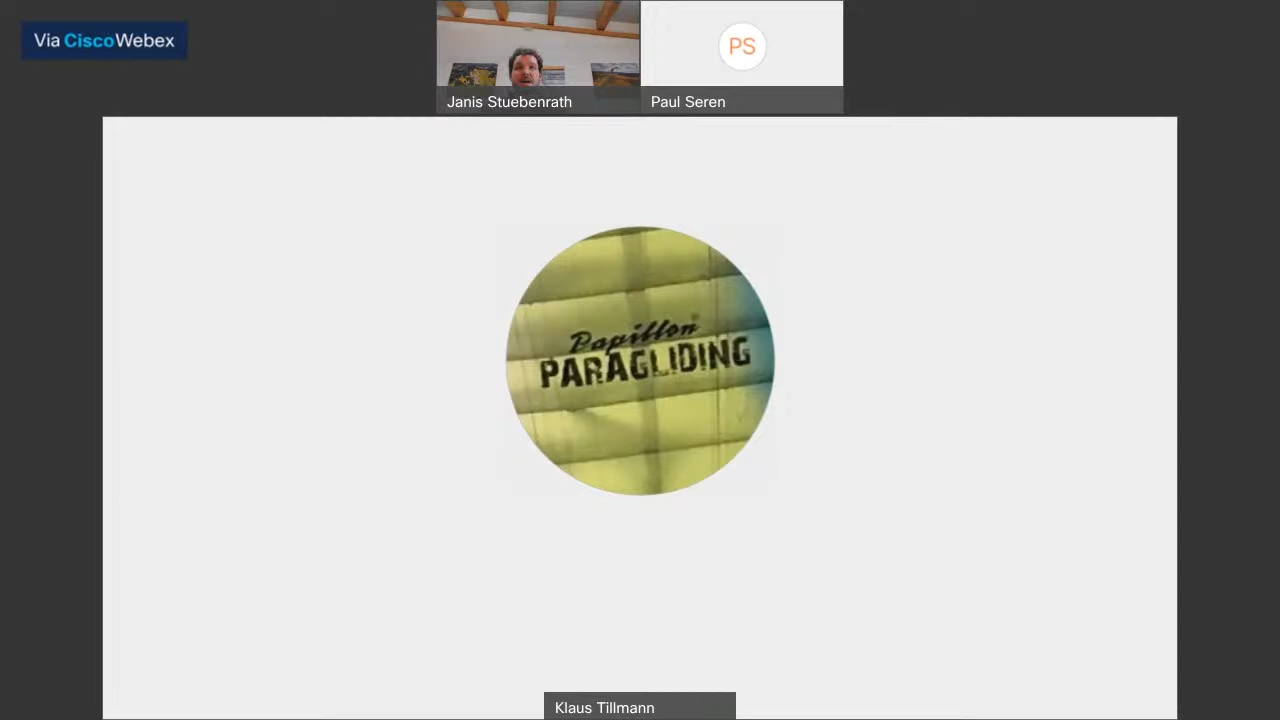 Via CiscoWebex
PS
Janis Stuebenrath
Paul Seren
Papillon
PARAGLIDING
Klaus Tillmann